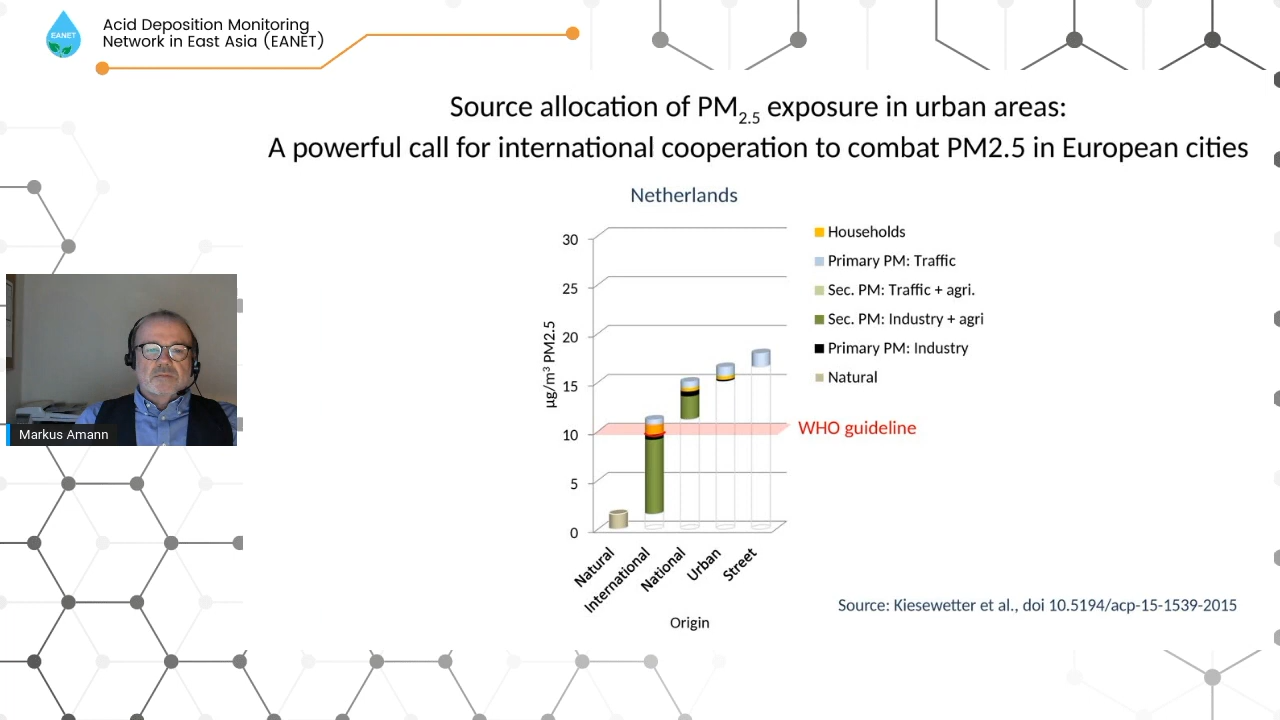 EANET
Acid Deposition Monitoring
Network in East Asia (EANET)
Source allocation of PM2.5 exposure in urban areas:
A powerful call for international cooperation to combat PM2.5 in European cities
Netherlands
30
25
20
15
10
5
0
µg/m³ PM2.5
Natural
International
National
Urban
Street
Origin
Households
Primary PM: Traffic
Sec. PM: Traffic + agri.
Sec. PM: Industry + agri
Primary PM: Industry
Natural
WHO guideline
Markus Amann
Source: Kiesewetter et al., doi 10.5194/acp-15-1539-2015